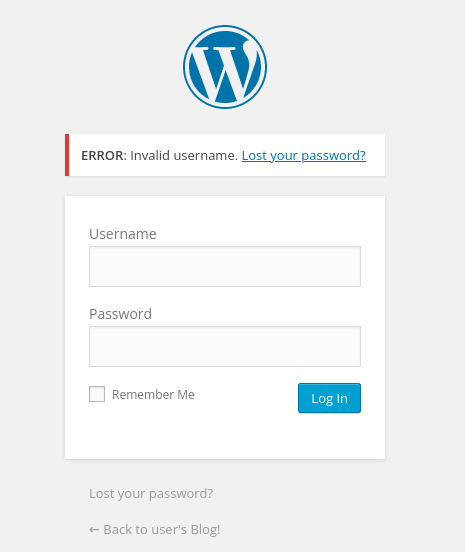 ERROR: Invalid username. Lost your password?
Username
Password
Remember Me
Log In
Lost your password?
← Back to user's Blog!